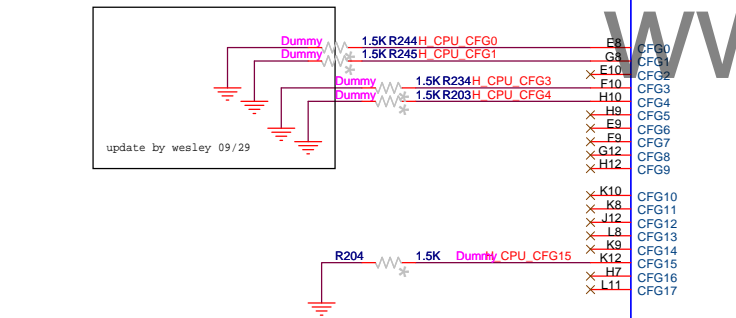 Dummy 1.5K R244 H_CPU_CFG0 E8 CFG0
Dummy 1.5K R245 H_CPU_CFG1 G8 CFG1
E10 CFG2
Dummy 1.5K R234 H_CPU_CFG3 F10 CFG3
Dummy 1.5K R203 H_CPU_CFG4 H10 CFG4
H9 CFG5
E9 CFG6
F9 CFG7
G12 CFG8
H12 CFG9
update by wesley 09/29
K10 CFG10
K8 CFG11
J12 CFG12
L8 CFG13
K9 CFG14
R204 1.5K Dummy H_CPU_CFG15 K12 CFG15
H7 CFG16
L11 CFG17